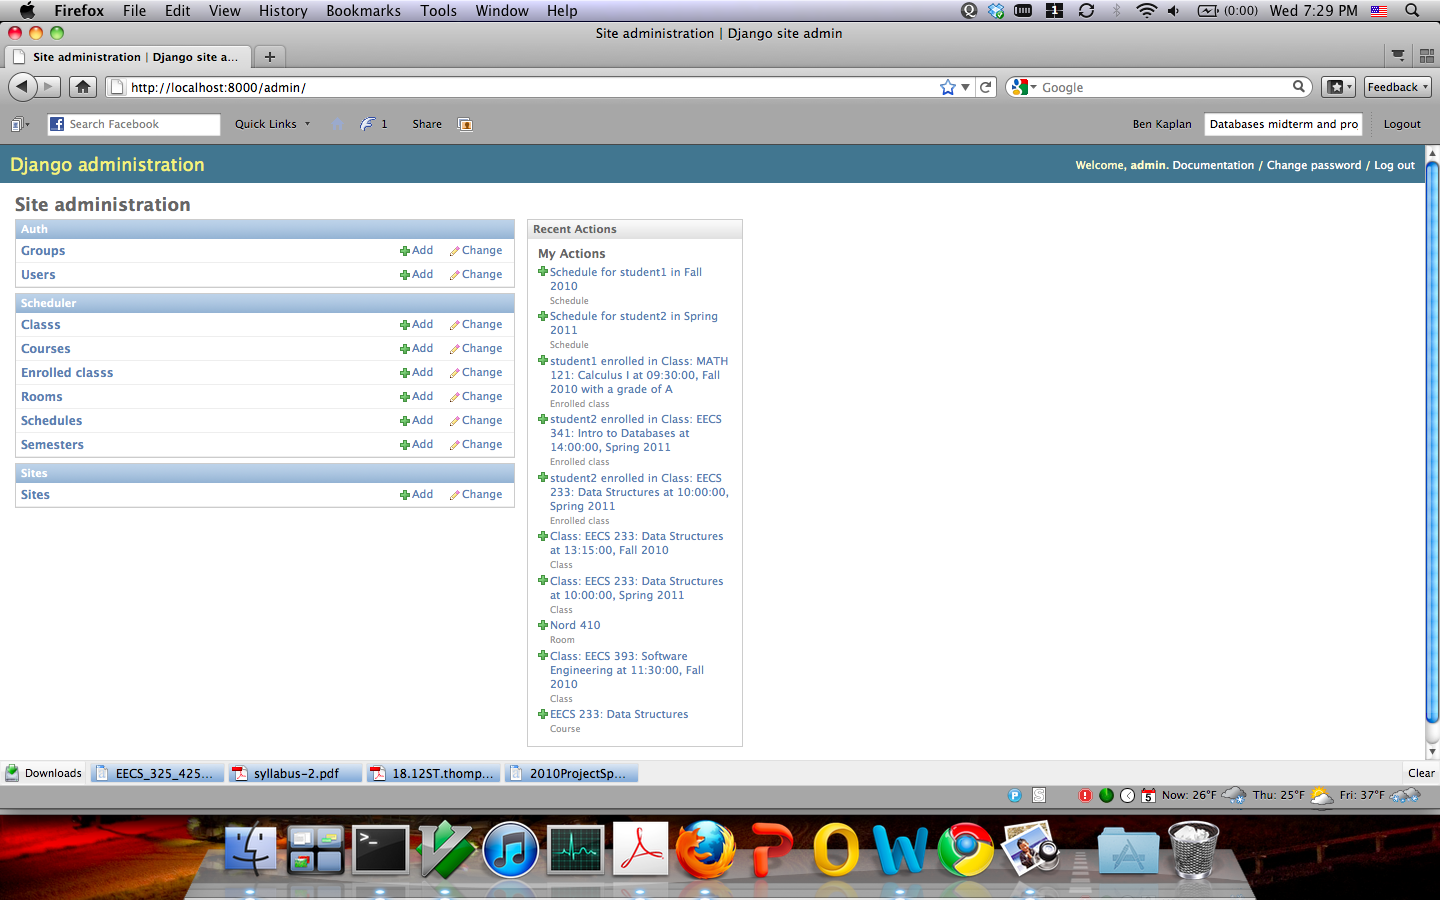 Firefox File Edit View History Bookmarks Tools Window Help (0:00) Wed 7:29 PM
Site administration | Django site admin
Site administration | Django site a...
http://localhost:8000/admin/ Google Feedback
Search Facebook Quick Links 1 Share Ben Kaplan Databases midterm and pro Logout
Django administration Welcome, admin. Documentation / Change password / Log out
Site administration
Auth
Groups Add Change
Users Add Change
Scheduler
Classs Add Change
Courses Add Change
Enrolled classs Add Change
Rooms Add Change
Schedules Add Change
Semesters Add Change
Sites
Sites Add Change
Recent Actions
My Actions
Schedule for student1 in Fall
2010
Schedule
Schedule for student2 in Spring
2011
Schedule
student1 enrolled in Class: MATH
121: Calculus I at 09:30:00, Fall
2010 with a grade of A
Enrolled class
student2 enrolled in Class: EECS
341: Intro to Databases at
14:00:00, Spring 2011
Enrolled class
student2 enrolled in Class: EECS
233: Data Structures at 10:00:00,
Spring 2011
Enrolled class
Class: EECS 233: Data Structures
at 13:15:00, Fall 2010
Class
Class: EECS 233: Data Structures
at 10:00:00, Spring 2011
Class
Nord 410
Room
Class: EECS 393: Software
Engineering at 11:30:00, Fall
2010
Class
EECS 233: Data Structures
Course
Downloads EECS_325_425... syllabus-2.pdf 18.12ST.thomp... 2010ProjectSp... Clear
Now: 26°F Thu: 25°F Fri: 37°F